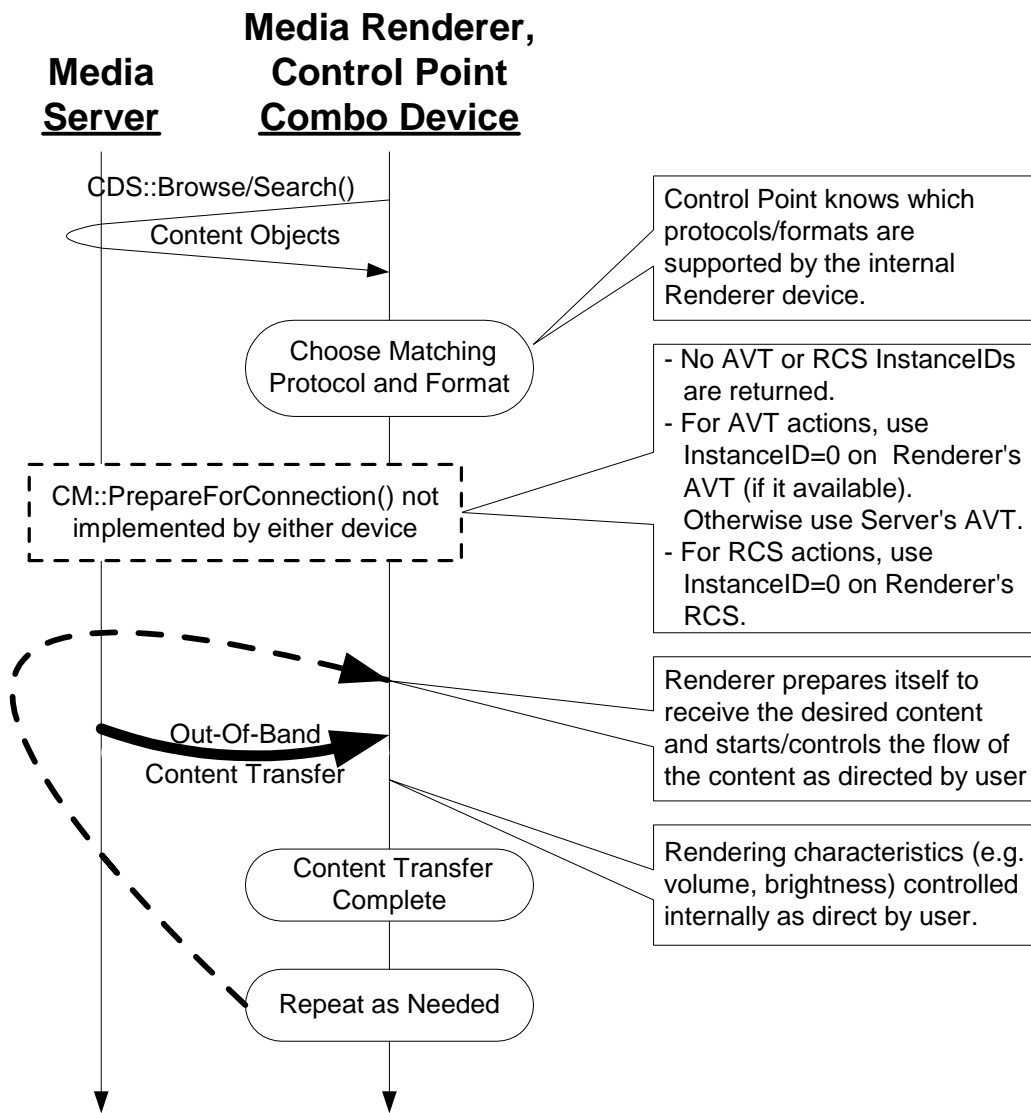 Media
Server
Media Renderer,
Control Point
Combo Device
CDS::Browse/Search()
Content Objects
Control Point knows which
protocols/formats are
supported by the internal
Renderer device.
Choose Matching
Protocol and Format
- No AVT or RCS InstanceIDs
are returned.
- For AVT actions, use
InstanceID=0 on  Renderer's
AVT (if it available).
Otherwise use Server's AVT.
- For RCS actions, use
InstanceID=0 on Renderer's
RCS.
CM::PrepareForConnection() not
implemented by either device
Renderer prepares itself to
receive the desired content
and starts/controls the flow of
the content as directed by user
Out-Of-Band
Content Transfer
Rendering characteristics (e.g.
volume, brightness) controlled
internally as direct by user.
Content Transfer
Complete
Repeat as Needed